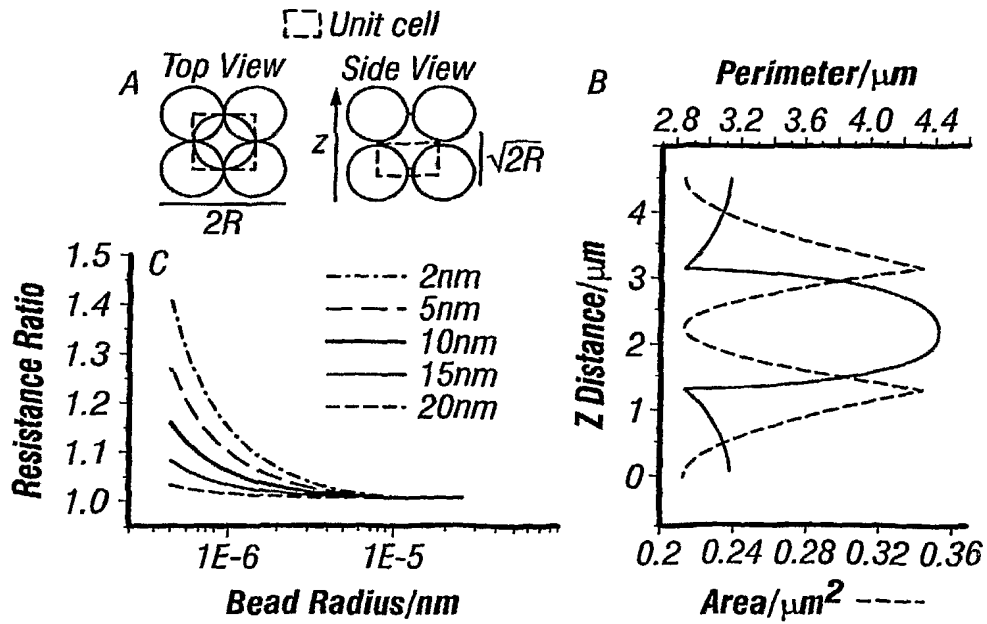 Unit cell
A
Top View
Side View
Z
√2R
2R
B
Perimeter/μm
2.8 3.2 3.6 4.0 4.4
4
3
2
1
0
Z Distance/μm
0.2 0.24 0.28 0.32 0.36
Area/μm²
C
1.5
1.4
1.3
1.2
1.1
1.0
Resistance Ratio
2nm
5nm
10nm
15nm
20nm
1E-6 1E-5
Bead Radius/nm